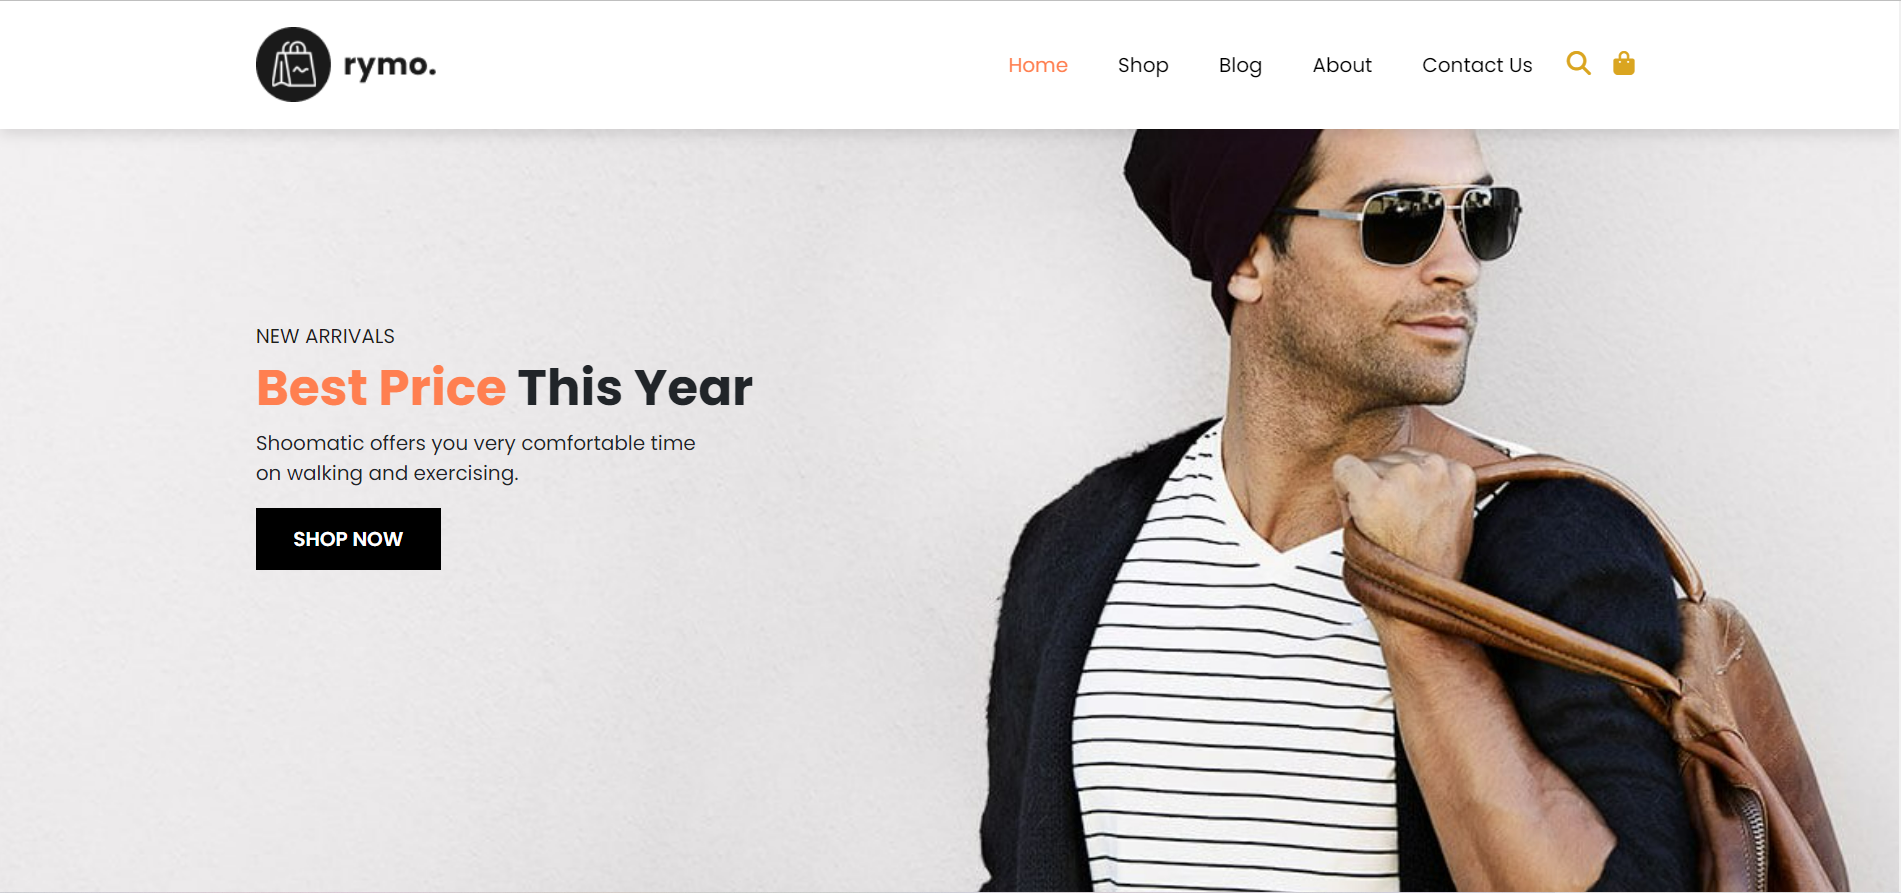 rymo.
Home Shop Blog About Contact Us
NEW ARRIVALS
Best Price This Year
Shoomatic offers you very comfortable time
on walking and exercising.
SHOP NOW